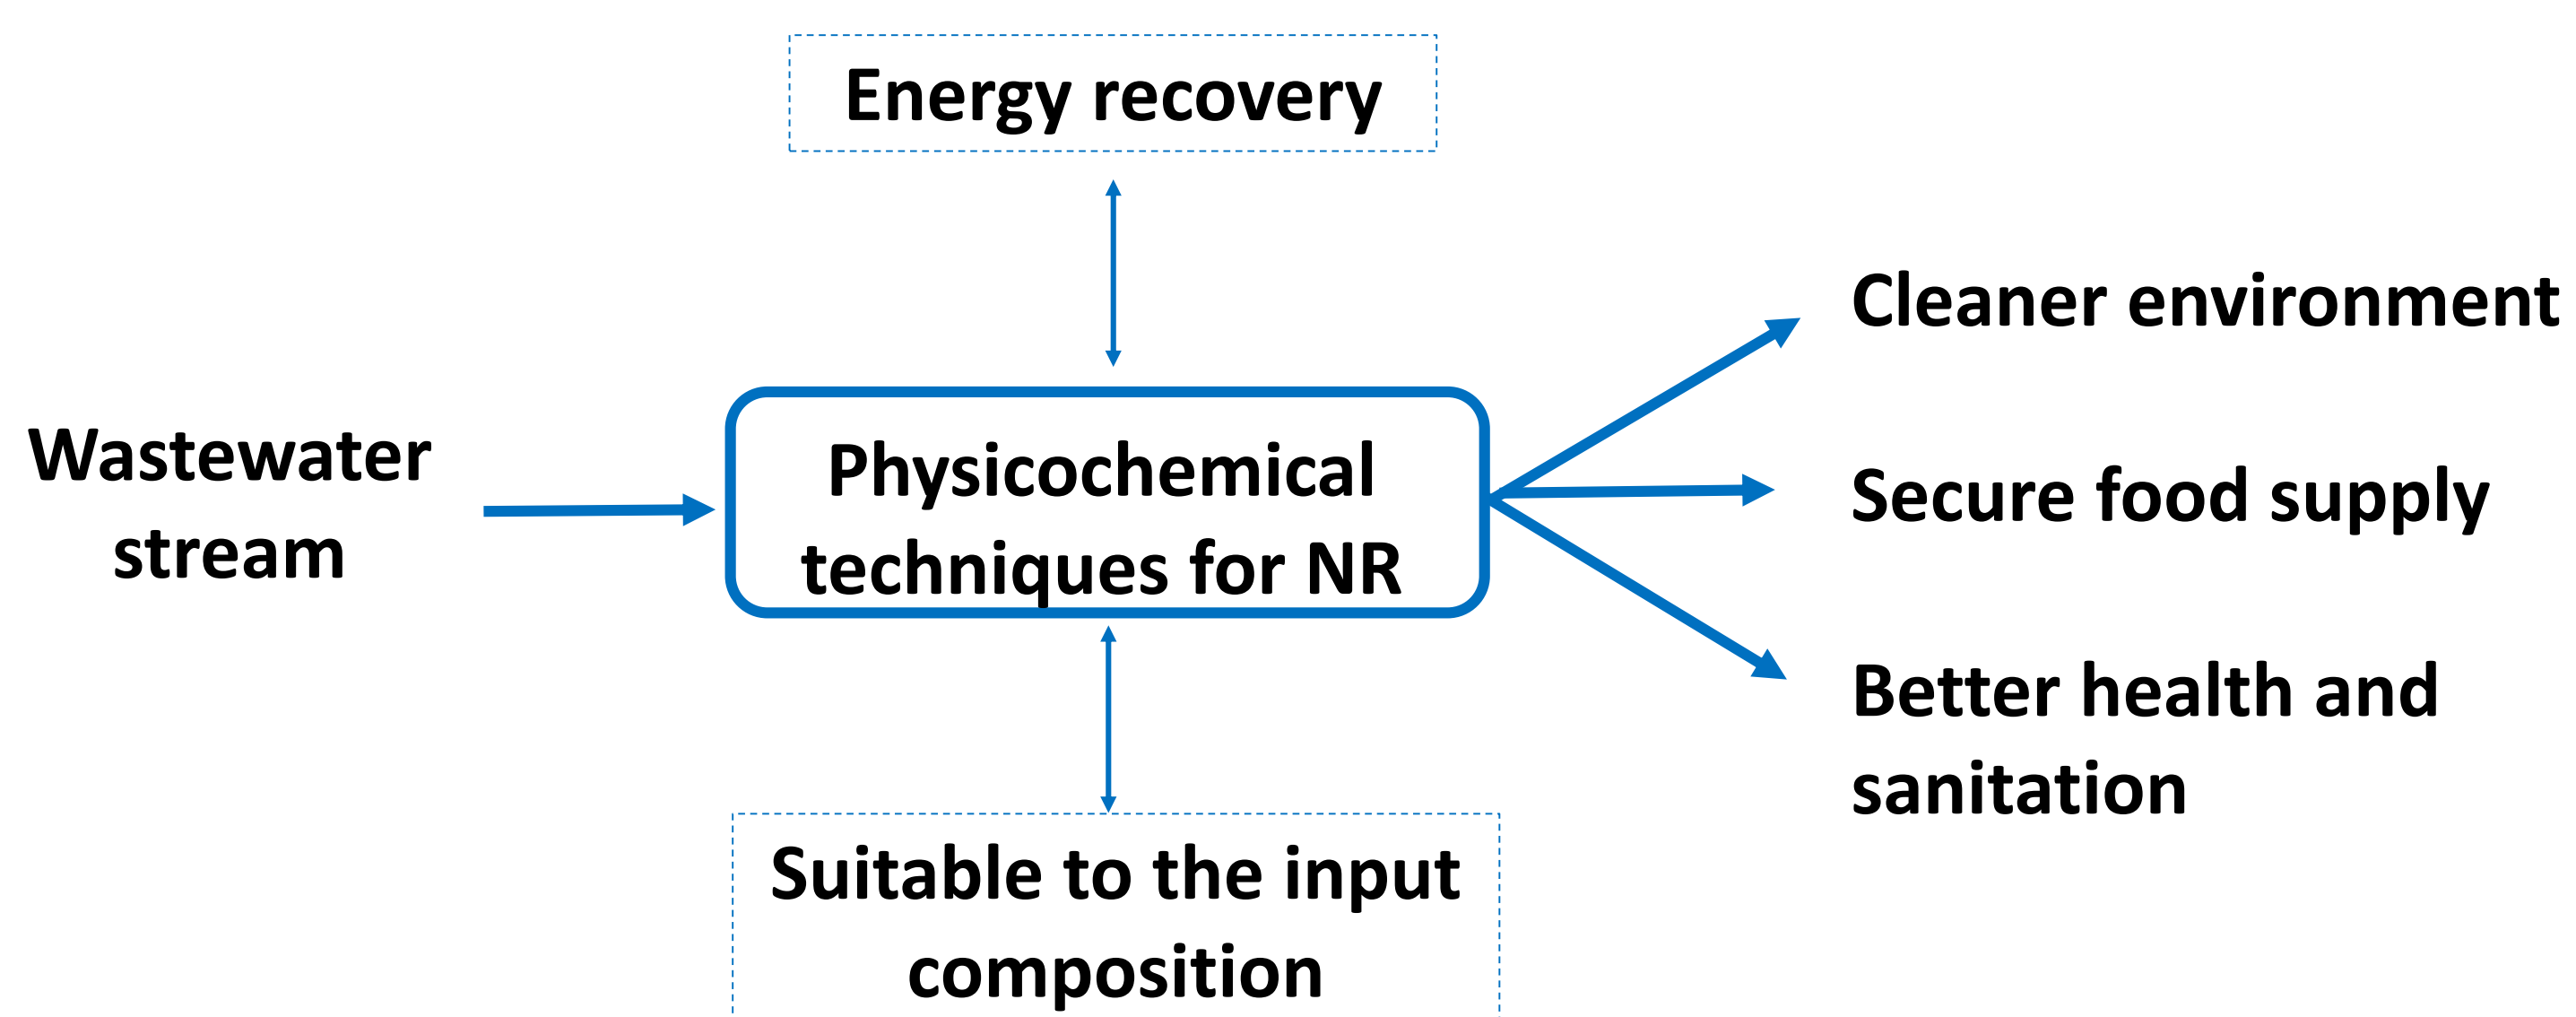 Energy recovery
Wastewater
stream
Physicochemical
techniques for NR
Cleaner environment
Secure food supply
Better health and
sanitation
Suitable to the input
composition